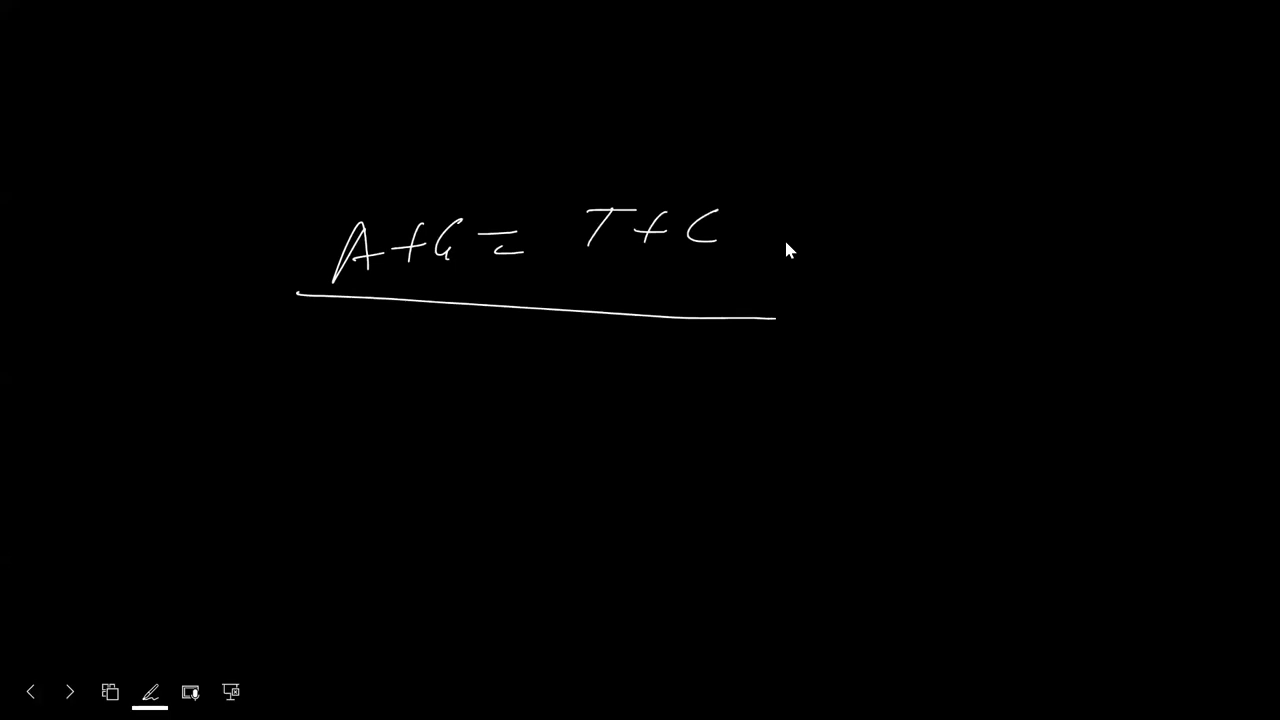 A+G = T+C